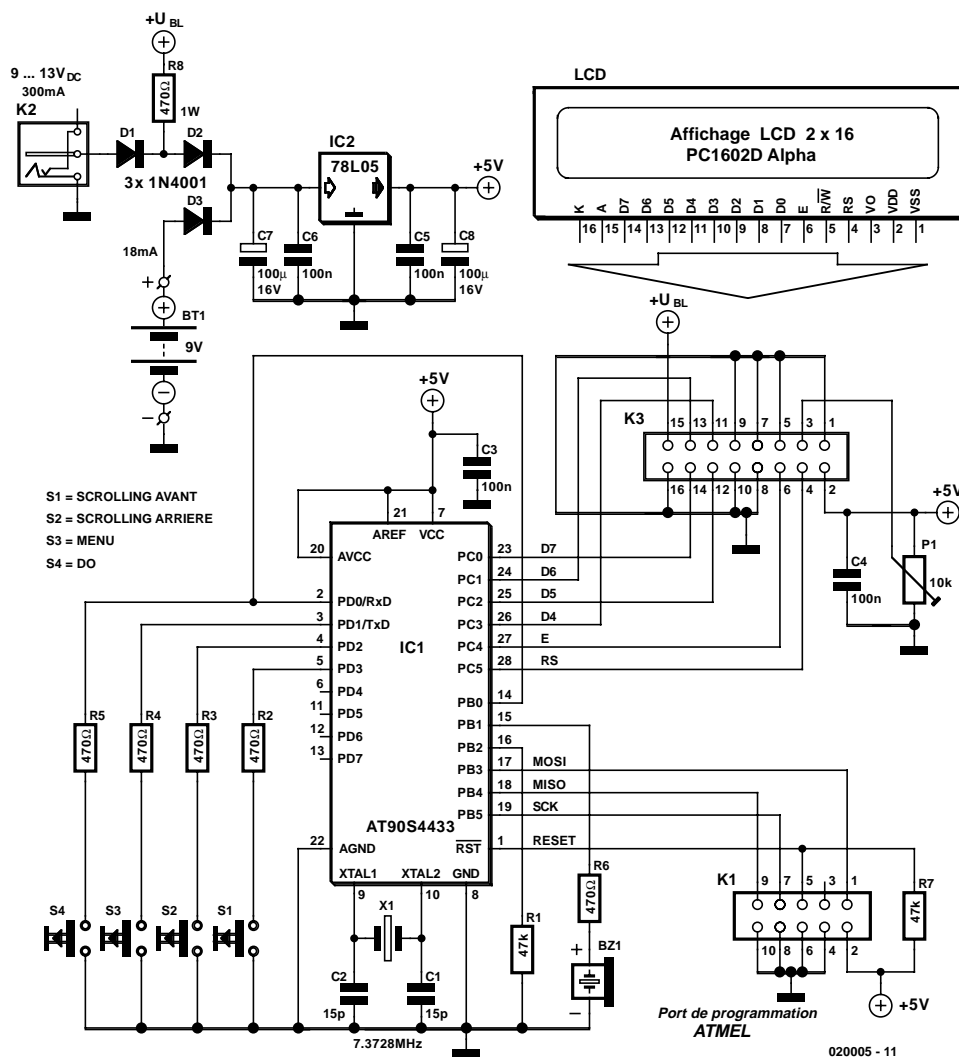 +U BL
9 ... 13V DC
300mA
K2
R8
470Ω
1W
D1
D2
3x 1N4001
D3
18mA
+
BT1
9V
–
IC2
78L05
+5V
C7
100µ
16V
C6
100n
C5
100n
C8
100µ
16V
LCD
Affichage LCD 2 x 16
PC1602D Alpha
K A D7 D6 D5 D4 D3 D2 D1 D0 E R/W RS VO VDD VSS
16 15 14 13 12 11 10 9 8 7 6 5 4 3 2 1
+U BL
K3
15 13 11 9 7 5 3 1
16 14 12 10 8 6 4 2
+5V
P1
10k
C4
100n
S1 = SCROLLING AVANT
S2 = SCROLLING ARRIERE
S3 = MENU
S4 = DO
+5V
C3
100n
21
7
AREF
VCC
20
AVCC
2
PD0/RxD
3
PD1/TxD
4
PD2
5
PD3
6
PD4
11
PD5
12
PD6
13
PD7
IC1
AT90S4433
22
AGND
XTAL1
XTAL2
GND
9
10
8
PC0
23
D7
PC1
24
D6
PC2
25
D5
PC3
26
D4
PC4
27
E
PC5
28
RS
PB0
14
PB1
15
PB2
16
PB3
17
MOSI
PB4
18
MISO
PB5
19
SCK
RST
1
RESET
R5
470Ω
R4
470Ω
R3
470Ω
R2
470Ω
S4
S3
S2
S1
X1
C2
15p
C1
15p
7.3728MHz
R1
47k
R6
470Ω
+
BZ1
–
K1
9 7 5 3 1
10 8 6 4 2
R7
47k
+5V
Port de programmation
ATMEL
020005 - 11